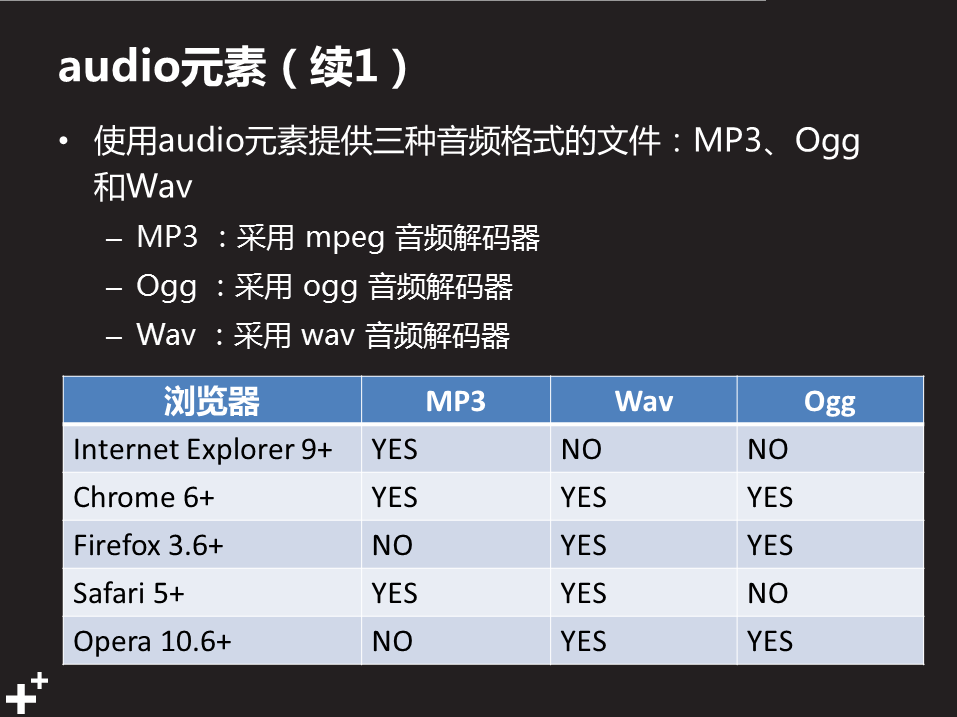 audio元素（续1）
• 使用audio元素提供三种音频格式的文件：MP3、Ogg
和Wav
– MP3 ：采用 mpeg 音频解码器
– Ogg ：采用 ogg 音频解码器
– Wav ：采用 wav 音频解码器
浏览器 MP3 Wav Ogg
Internet Explorer 9+ YES NO NO
Chrome 6+ YES YES YES
Firefox 3.6+ NO YES YES
Safari 5+ YES YES NO
Opera 10.6+ NO YES YES